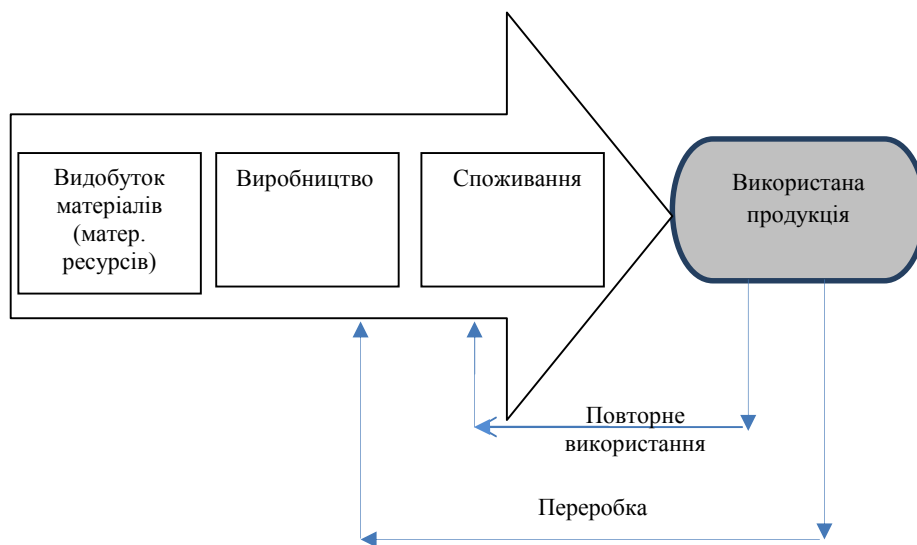 Видобуток
матеріалів
(матер.
ресурсів)
Виробництво
Споживання
Використана
продукція
Повторне
використання
Переробка